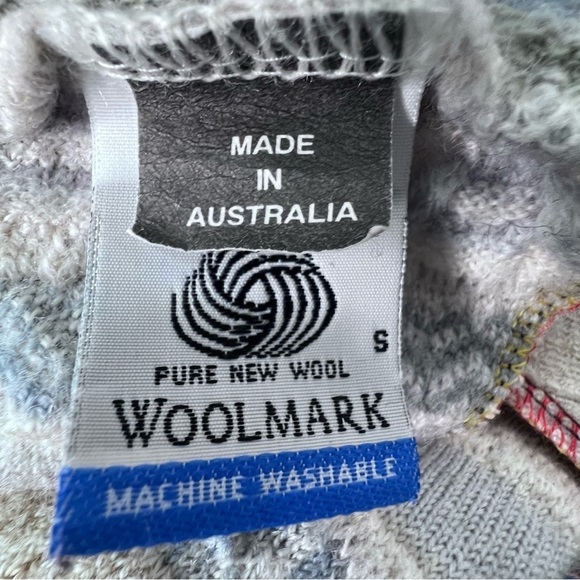 MADE
IN
AUSTRALIA
S
PURE NEW WOOL
WOOLMARK
MACHINE WASHABLE